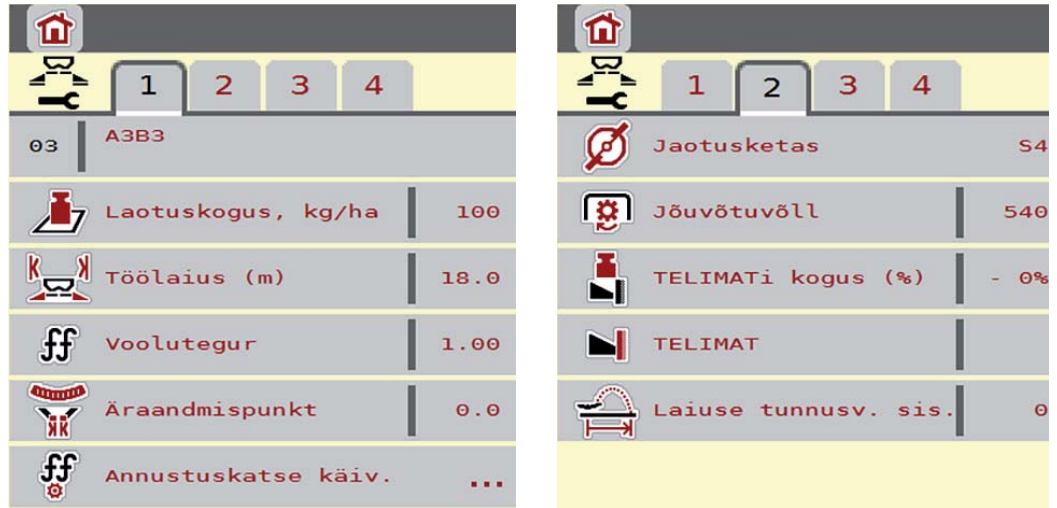 1 2 3 4
03 A3B3
Laotuskogus, kg/ha 100
Töölaius (m) 18.0
Voolutegur 1.00
Äraandmispunkt 0.0
Annustuskatse käiv. ...
1 2 3 4
Jaotusketas S4
Jõuvõtuvõll 540
TELIMATi kogus (%) - 0%
TELIMAT
Laiuse tunnusv. sis. 0